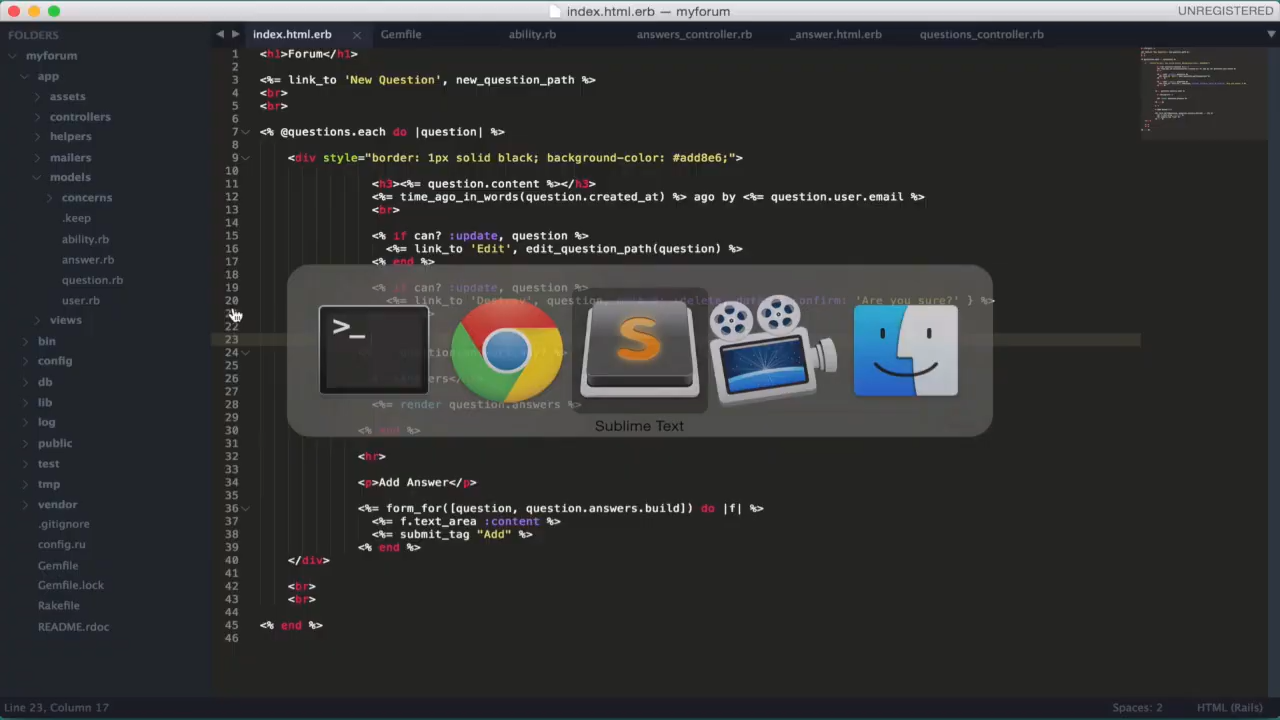 index.html.erb — myforum
UNREGISTERED
FOLDERS
myforum
app
assets
controllers
helpers
mailers
models
concerns
.keep
ability.rb
answer.rb
question.rb
user.rb
views
bin
config
db
lib
log
public
test
tmp
vendor
.gitignore
config.ru
Gemfile
Gemfile.lock
Rakefile
README.rdoc
index.html.erb
Gemfile
ability.rb
answers_controller.rb
_answer.html.erb
questions_controller.rb
1 <h1>Forum</h1>
2
3 <%= link_to 'New Question', new_question_path %>
4 <br>
5 <br>
6
7 <% @questions.each do |question| %>
8
9 <div style="border: 1px solid black; background-color: #add8e6;">
10
11 <h3><%= question.content %></h3>
12 <%= time_ago_in_words(question.created_at) %> ago by <%= question.user.email %>
13 <br>
14
15 <% if can? :update, question %>
16 <%= link_to 'Edit', edit_question_path(question) %>
17 <% end %>
18
19 <% if can? :update, question %>
20 <%= link_to 'Destroy', question, :delete, confirm: 'Are you sure?' } %>
22
23
24
25
26
27
28 <%= render question.answers %>
29
30 <% end %>
31
32 <hr>
33
34 <p>Add Answer</p>
35
36 <%= form_for([question, question.answers.build]) do |f| %>
37 <%= f.text_area :content %>
38 <%= submit_tag "Add" %>
39 <% end %>
40 </div>
41
42 <br>
43 <br>
44
45 <% end %>
46
>_
S
Sublime Text
Line 23, Column 17
Spaces: 2
HTML (Rails)